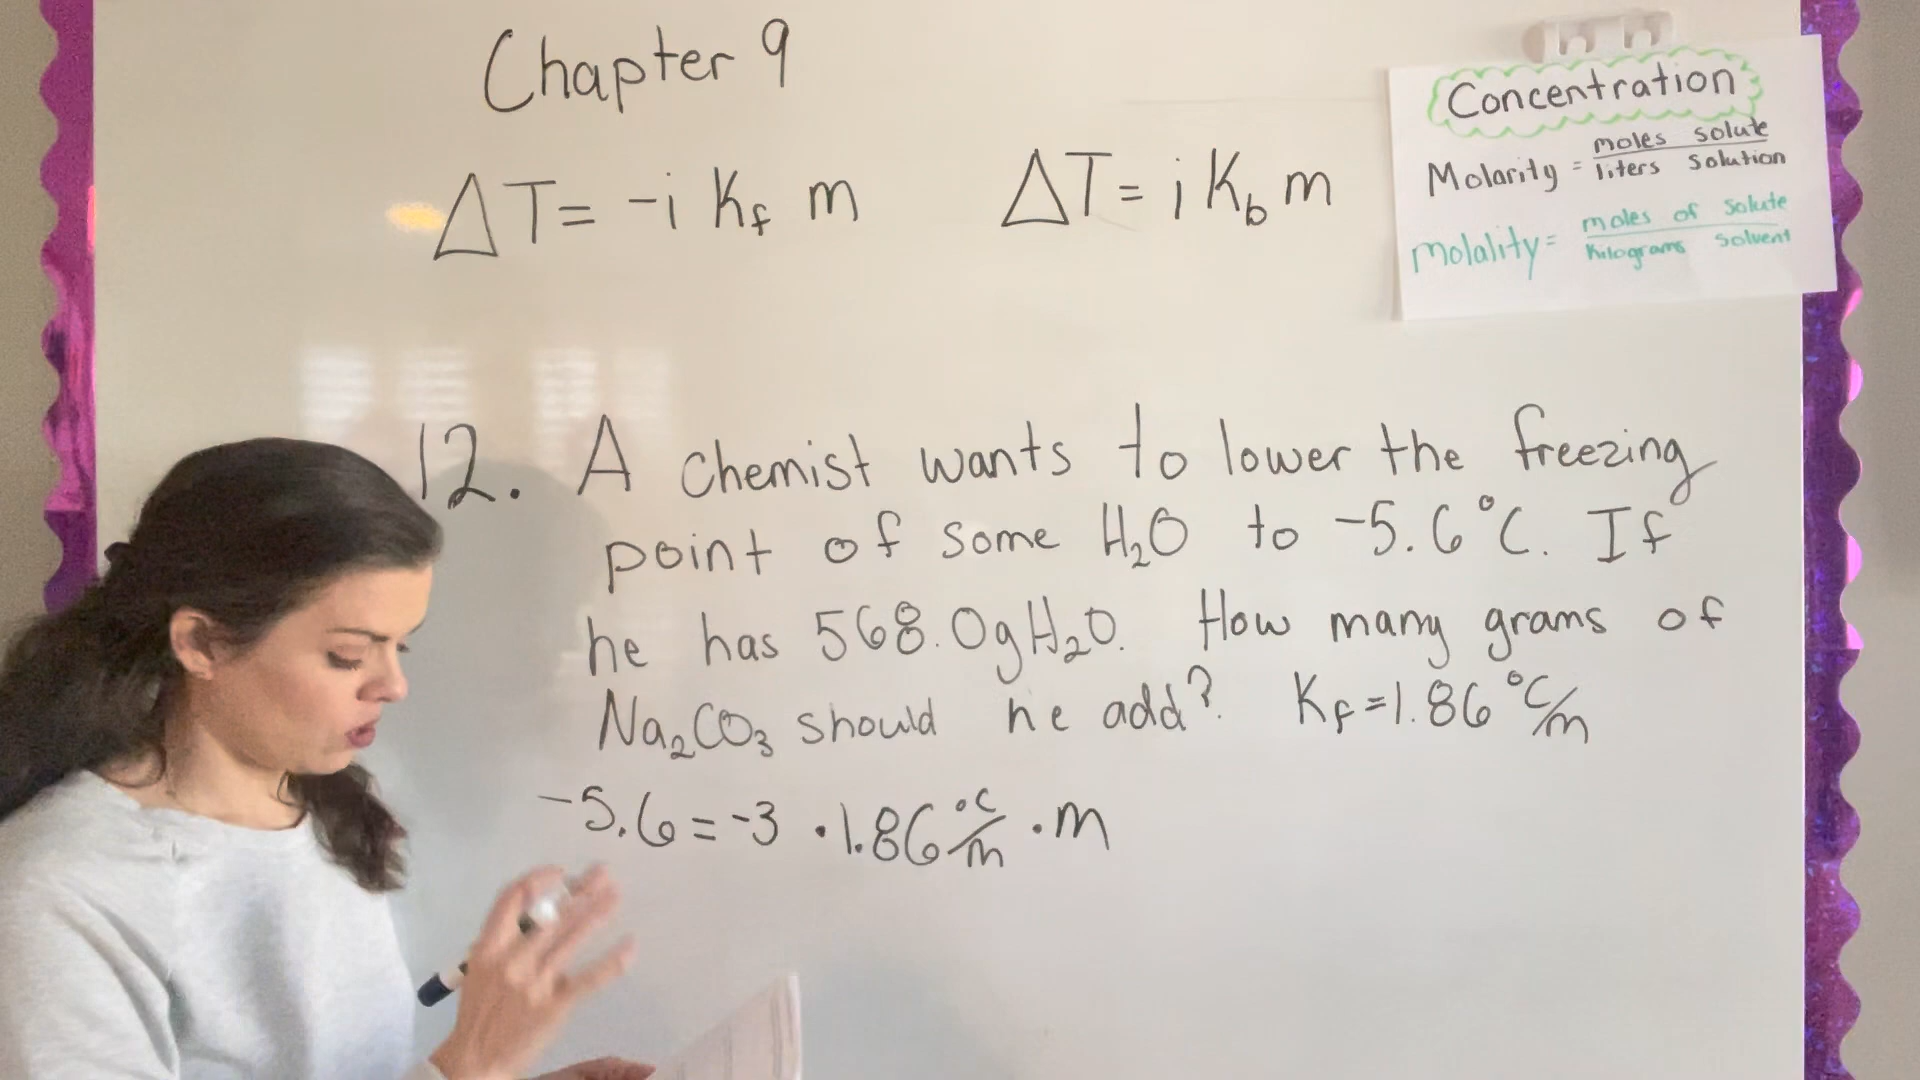 Chapter 9
ΔT = -i Kf m
ΔT = i Kb m
Concentration
Molarity = moles solute / liters solution
molality = moles of solute / kilograms solvent
12. A chemist wants to lower the freezing
point of some H₂O to -5.6°C. If
he has 568.0g H₂O. How many grams of
Na₂CO₃ should he add? Kf = 1.86 °C/m
-5.6 = -3 · 1.86 °C/m · m